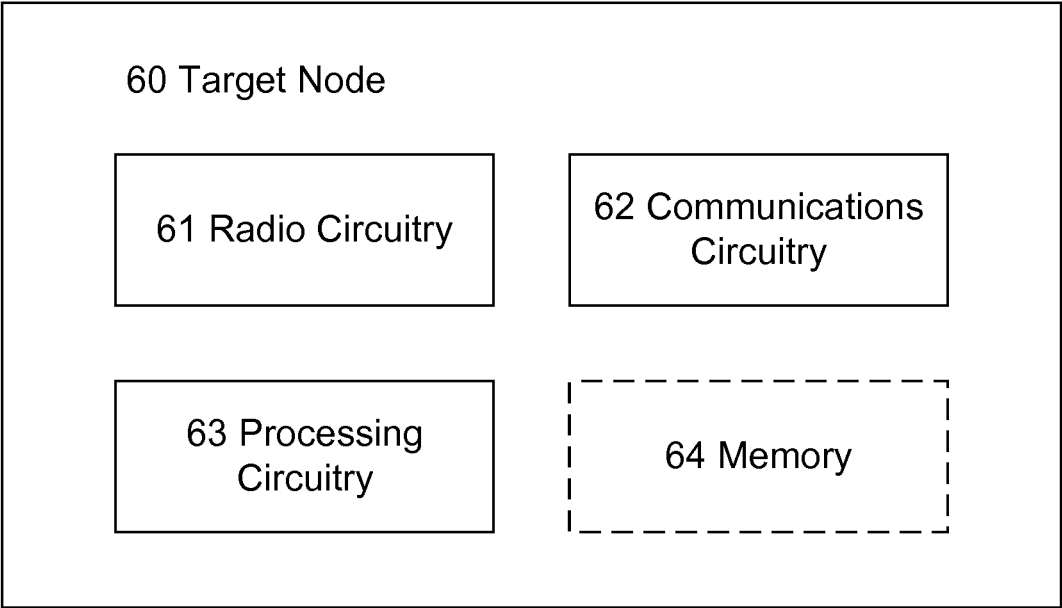 60 Target Node
61 Radio Circuitry
62 Communications
Circuitry
63 Processing
Circuitry
64 Memory